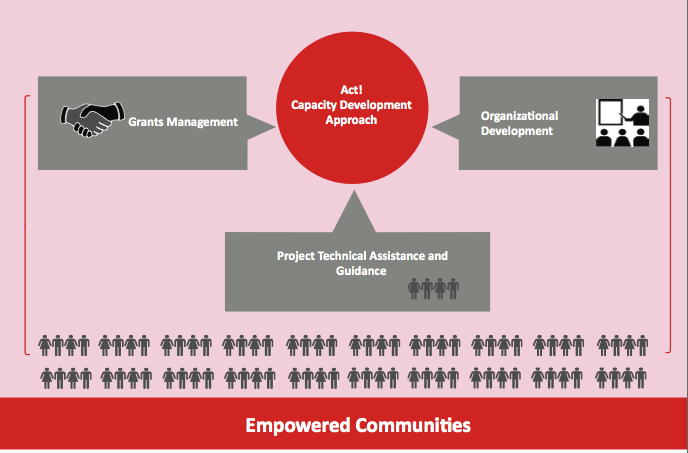 Act!
Capacity Development
Approach
Grants Management
Organizational
Development
Project Technical Assistance and
Guidance
Empowered Communities